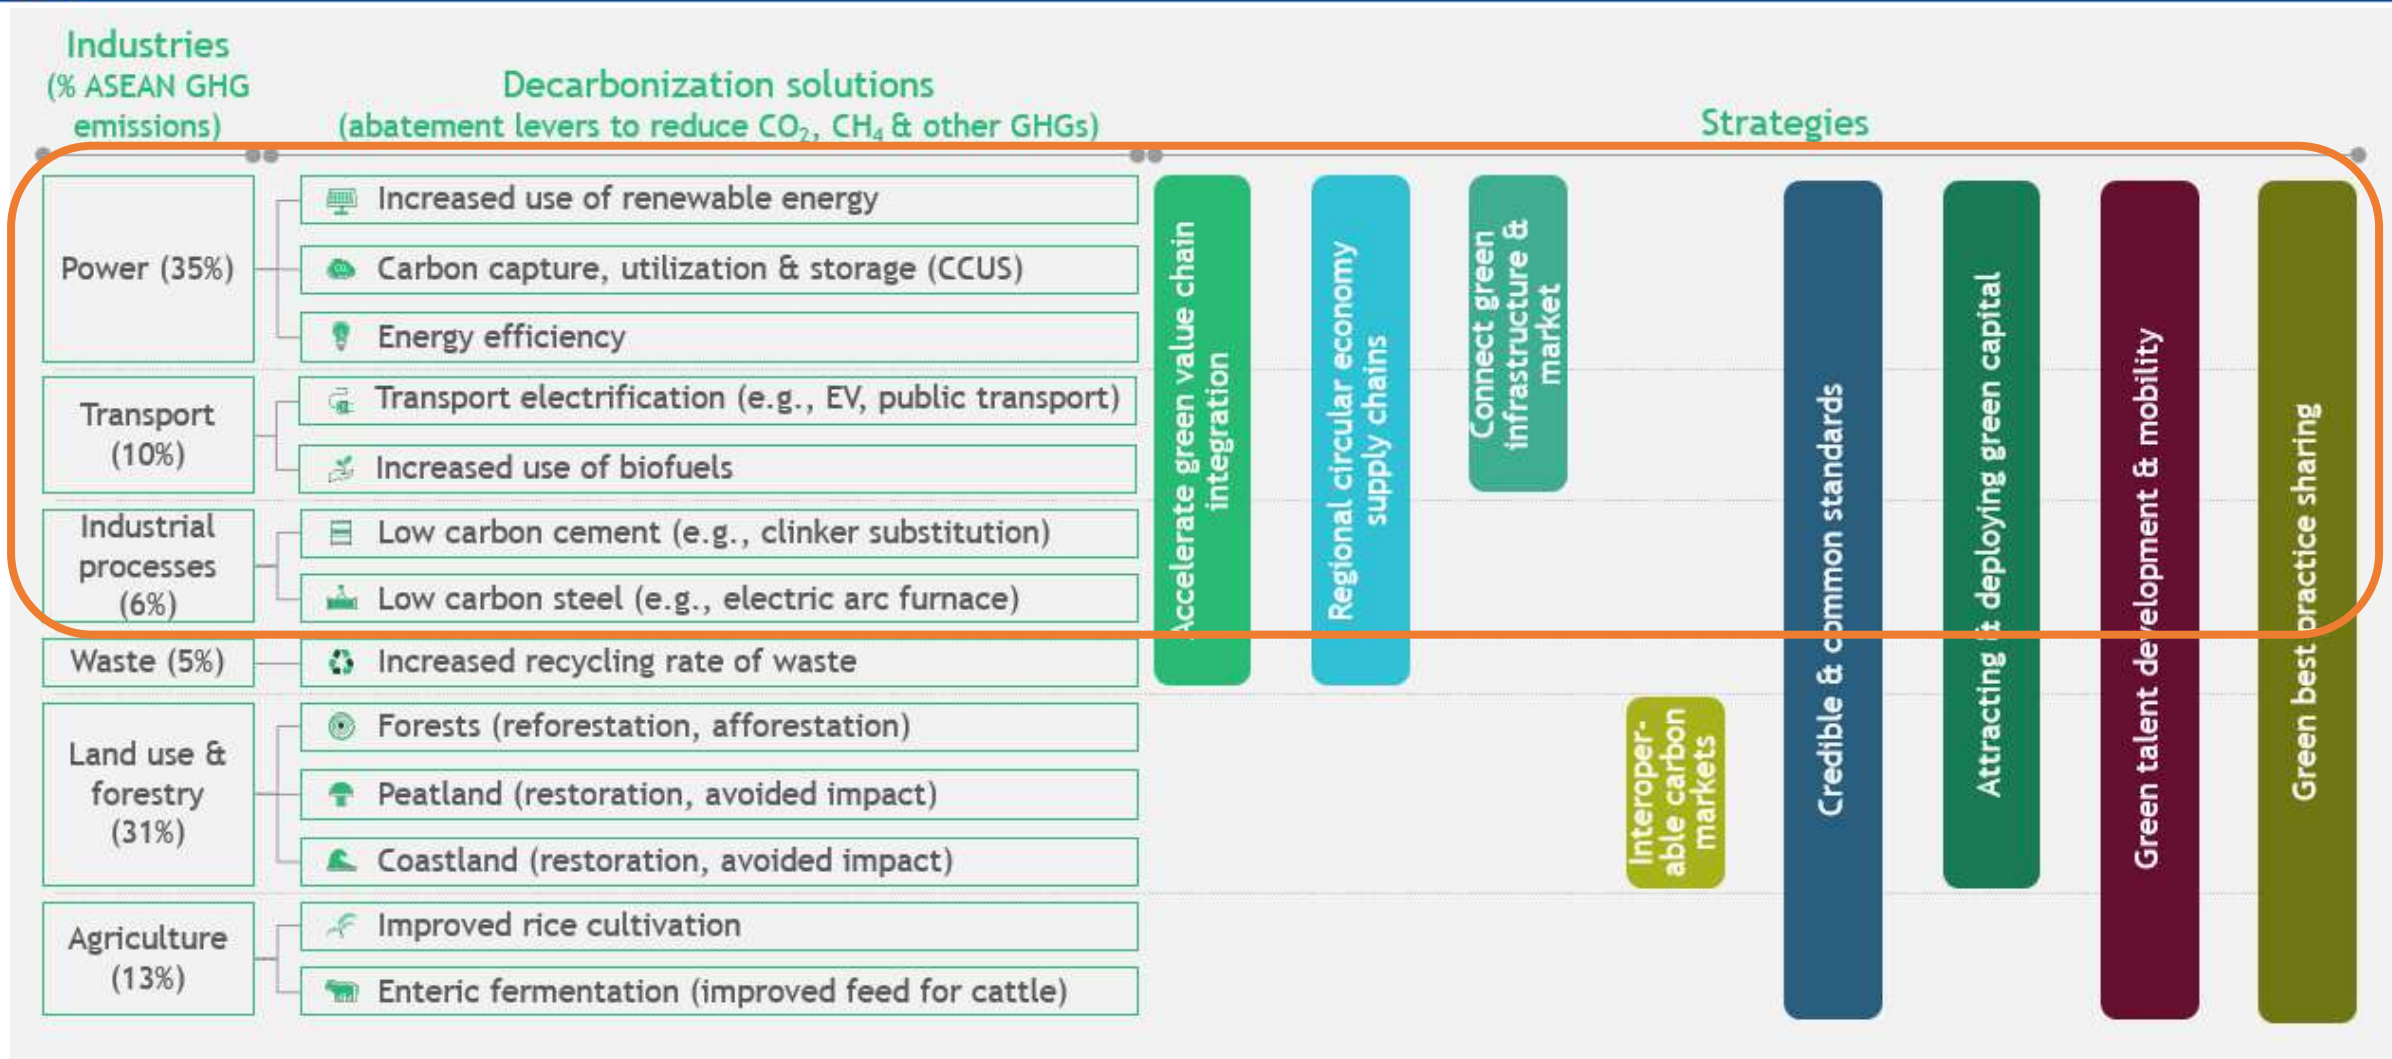 Industries
(% ASEAN GHG
emissions)
Decarbonization solutions
(abatement levers to reduce CO₂, CH₄ & other GHGs)
Strategies
Power (35%)
Increased use of renewable energy
Carbon capture, utilization & storage (CCUS)
Energy efficiency
Transport
(10%)
Transport electrification (e.g., EV, public transport)
Increased use of biofuels
Industrial
processes
(6%)
Low carbon cement (e.g., clinker substitution)
Low carbon steel (e.g., electric arc furnace)
Waste (5%)
Increased recycling rate of waste
Land use &
forestry
(31%)
Forests (reforestation, afforestation)
Peatland (restoration, avoided impact)
Coastland (restoration, avoided impact)
Agriculture
(13%)
Improved rice cultivation
Enteric fermentation (improved feed for cattle)
Accelerate green value chain
integration
Regional circular economy
supply chains
Connect green
infrastructure &
market
Interoper-
able carbon
markets
Credible & common standards
Attracting & deploying green capital
Green talent development & mobility
Green best practice sharing